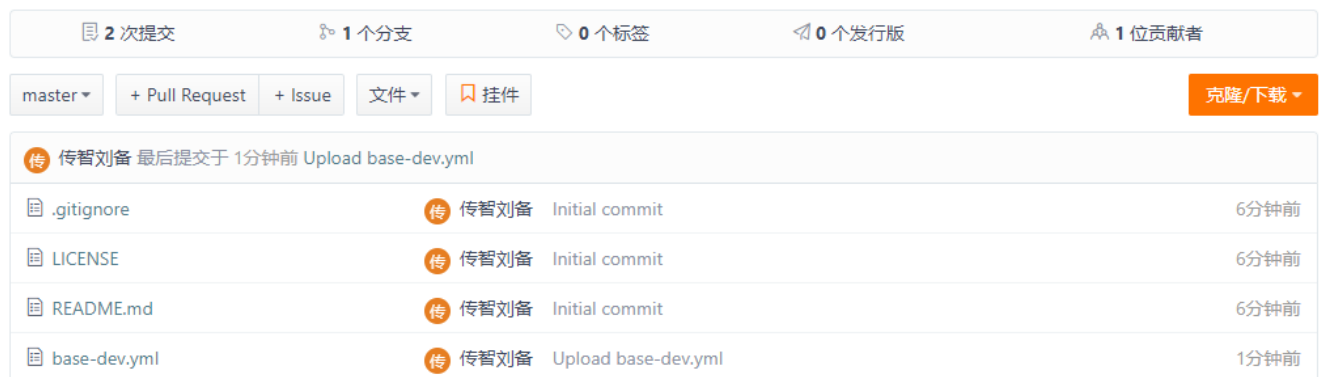 2 次提交 1 个分支 0 个标签 0 个发行版 1 位贡献者
master + Pull Request + Issue 文件 挂件 克隆/下载
传 传智刘备 最后提交于 1分钟前 Upload base-dev.yml
.gitignore 传 传智刘备 Initial commit 6分钟前
LICENSE 传 传智刘备 Initial commit 6分钟前
README.md 传 传智刘备 Initial commit 6分钟前
base-dev.yml 传 传智刘备 Upload base-dev.yml 1分钟前